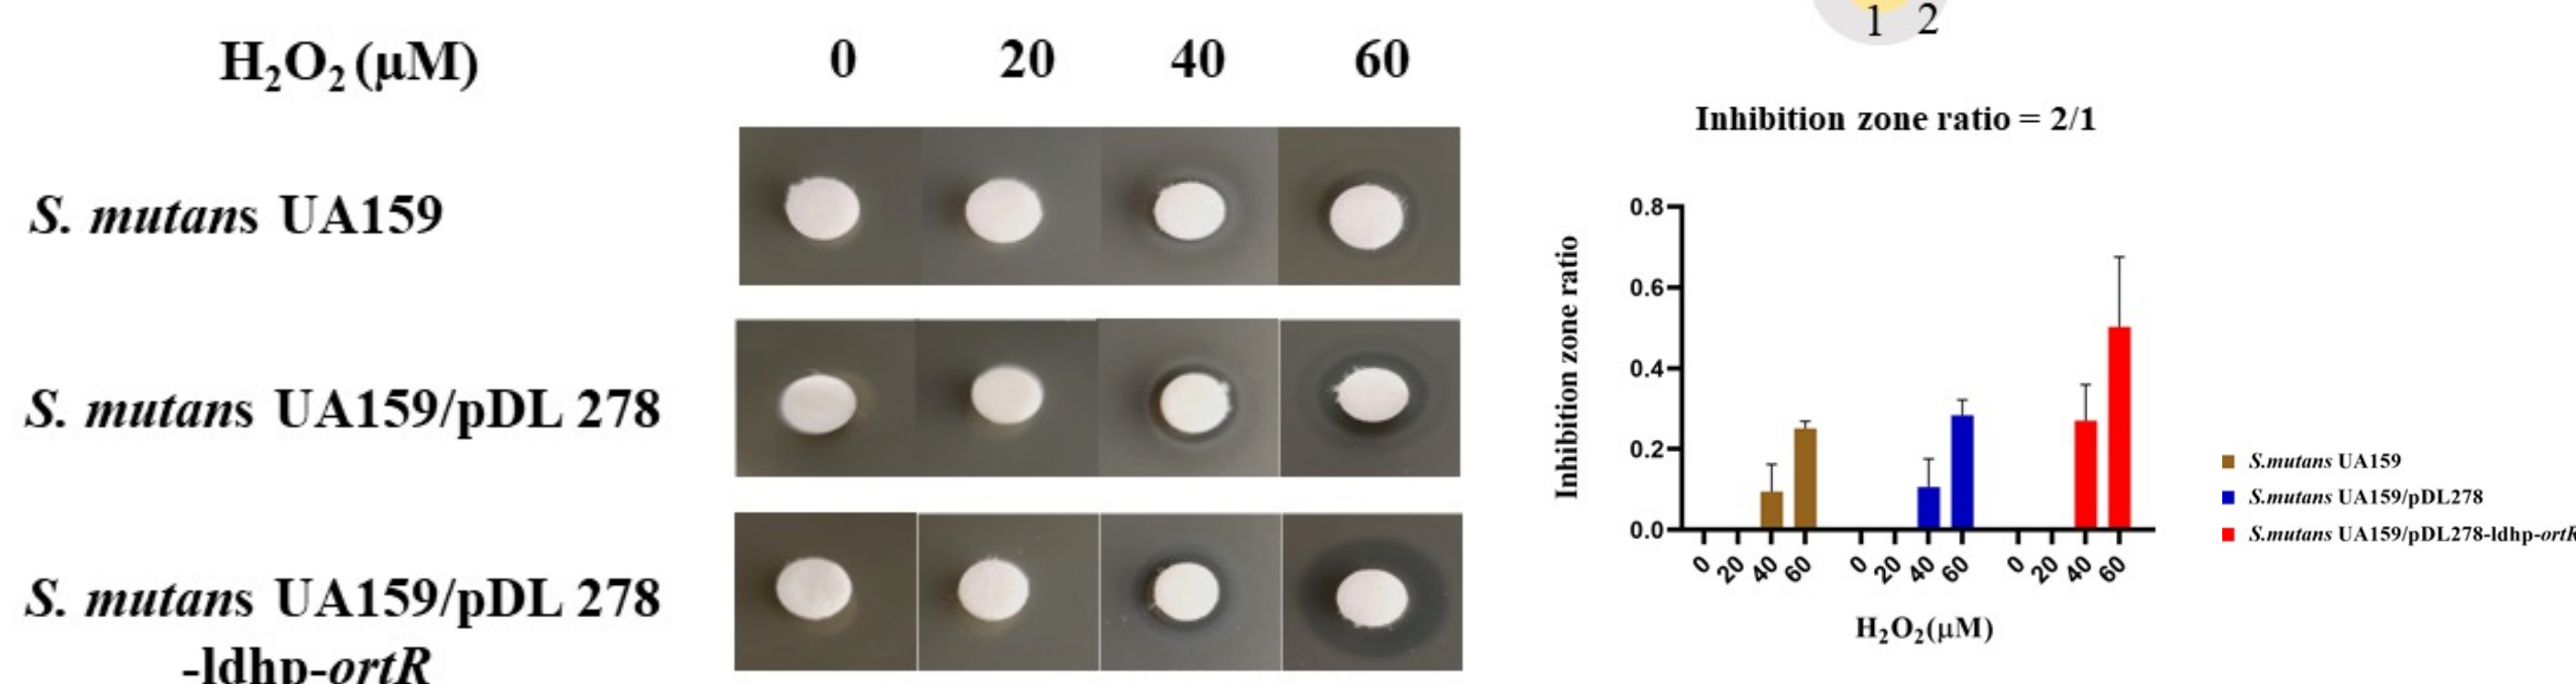 H₂O₂ (μM) 0 20 40 60
S. mutans UA159
S. mutans UA159/pDL 278
S. mutans UA159/pDL 278
-ldhp-ortR
1 2
Inhibition zone ratio = 2/1
Inhibition zone ratio
0.8
0.6
0.4
0.2
0.0
0 20 40 60 0 20 40 60 0 20 40 60
H₂O₂(μM)
S.mutans UA159
S.mutans UA159/pDL278
S.mutans UA159/pDL278-ldhp-ortR